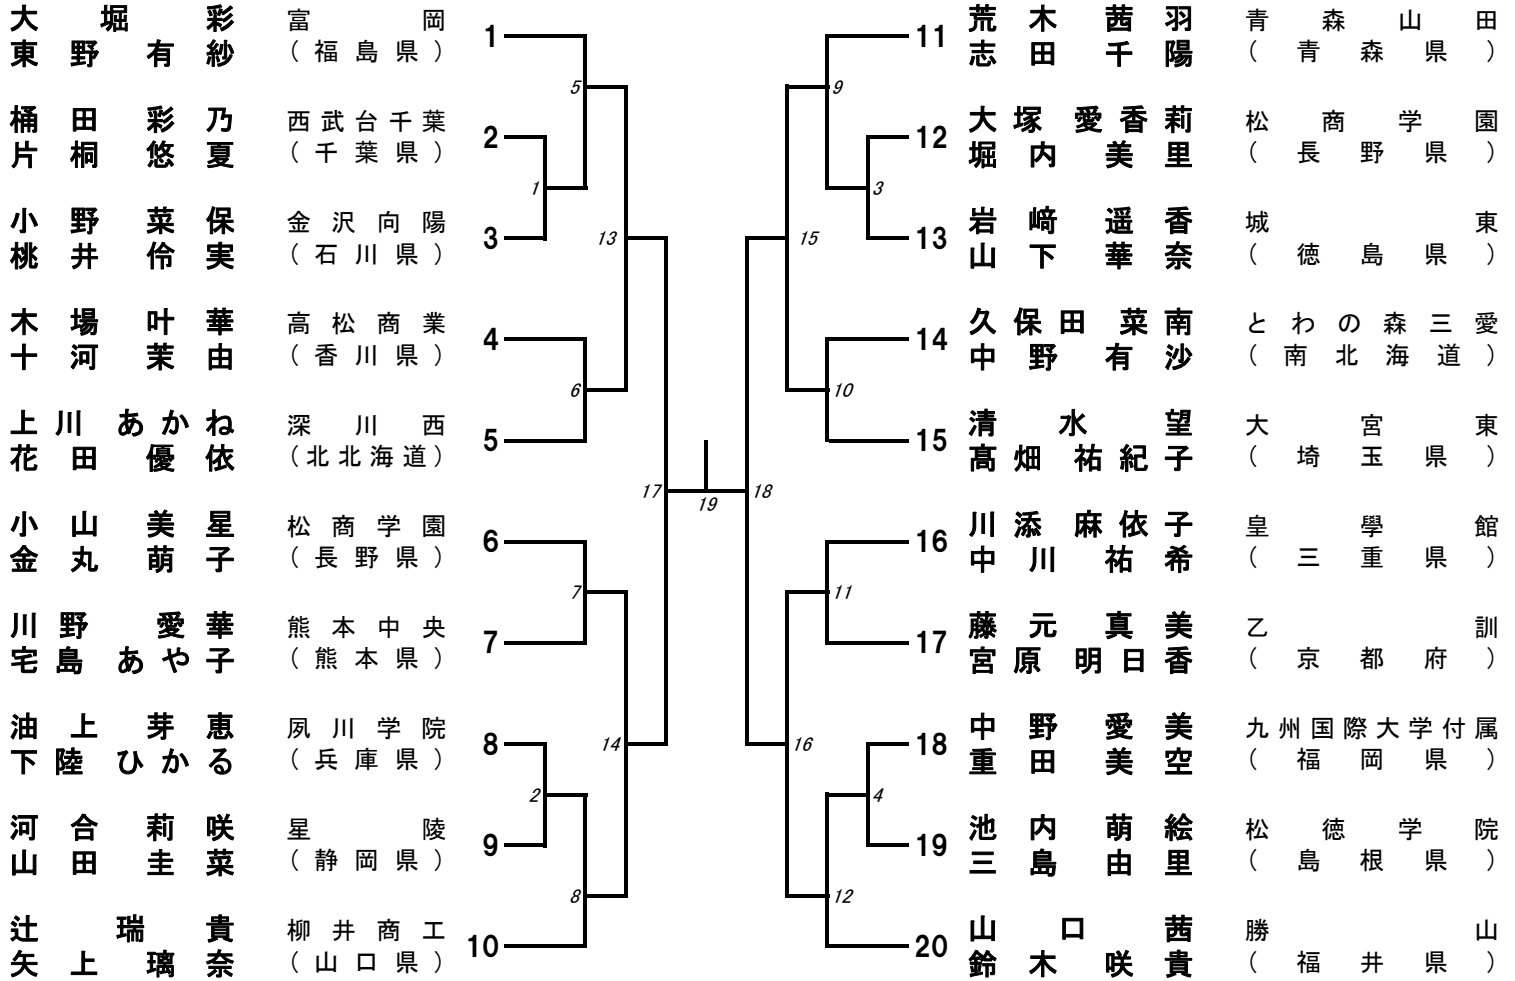 大堀彩 富岡
東野有紗 (福島県) 1
桶田彩乃 西武台千葉
片桐悠夏 (千葉県) 2
小野菜保 金沢向陽
桃井伶実 (石川県) 3
木場叶華 高松商業
十河茉由 (香川県) 4
上川あかね 深川西
花田優依 (北北海道) 5
小山美星 松商学園
金丸萌子 (長野県) 6
川野愛華 熊本中央
宅島あや子 (熊本県) 7
油上芽恵 夙川学院
下陸ひかる (兵庫県) 8
河合莉咲 星陵
山田圭菜 (静岡県) 9
辻瑞貴 柳井商工
矢上璃奈 (山口県) 10
5
1
13
6
17
7
14
2
8
19
9
3
15
10
18
11
16
4
12
11 荒木茜羽 青森山田
志田千陽 (青森県)
12 大塚愛香莉 松商学園
堀内美里 (長野県)
13 岩﨑遥香 城東
山下華奈 (徳島県)
14 久保田菜南 とわの森三愛
中野有沙 (南北海道)
15 清水望 大宮東
髙畑祐紀子 (埼玉県)
16 川添麻依子 皇學館
中川祐希 (三重県)
17 藤元真美 乙訓
宮原明日香 (京都府)
18 中野愛美 九州国際大学付属
重田美空 (福岡県)
19 池内萌絵 松徳学院
三島由里 (島根県)
20 山口茜 勝山
鈴木咲貴 (福井県)